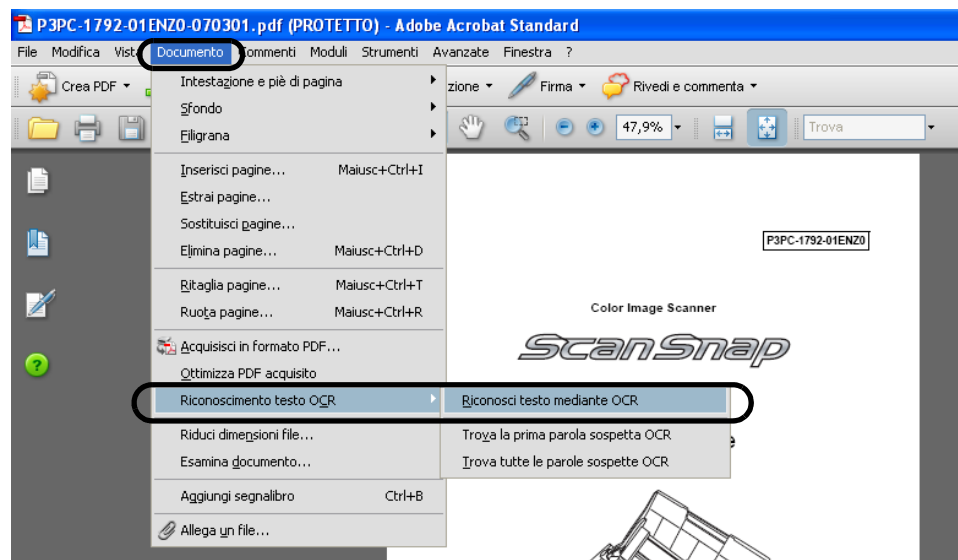 P3PC-1792-01ENZ0-070301.pdf (PROTETTO) - Adobe Acrobat Standard
File Modifica Vista Documento Commenti Moduli Strumenti Avanzate Finestra ?
Crea PDF zione Firma Rivedi e commenta
47,9% Trova
Intestazione e piè di pagina
Sfondo
Filigrana
Inserisci pagine... Maiusc+Ctrl+I
Estrai pagine...
Sostituisci pagine...
Elimina pagine... Maiusc+Ctrl+D
Ritaglia pagine... Maiusc+Ctrl+T
Ruota pagine... Maiusc+Ctrl+R
Acquisisci in formato PDF...
Ottimizza PDF acquisito
Riconoscimento testo OCR
Riduci dimensioni file...
Esamina documento...
Aggiungi segnalibro Ctrl+B
Allega un file...
Riconosci testo mediante OCR
Trova la prima parola sospetta OCR
Trova tutte le parole sospette OCR
P3PC-1792-01ENZ0
Color Image Scanner
ScanSnap